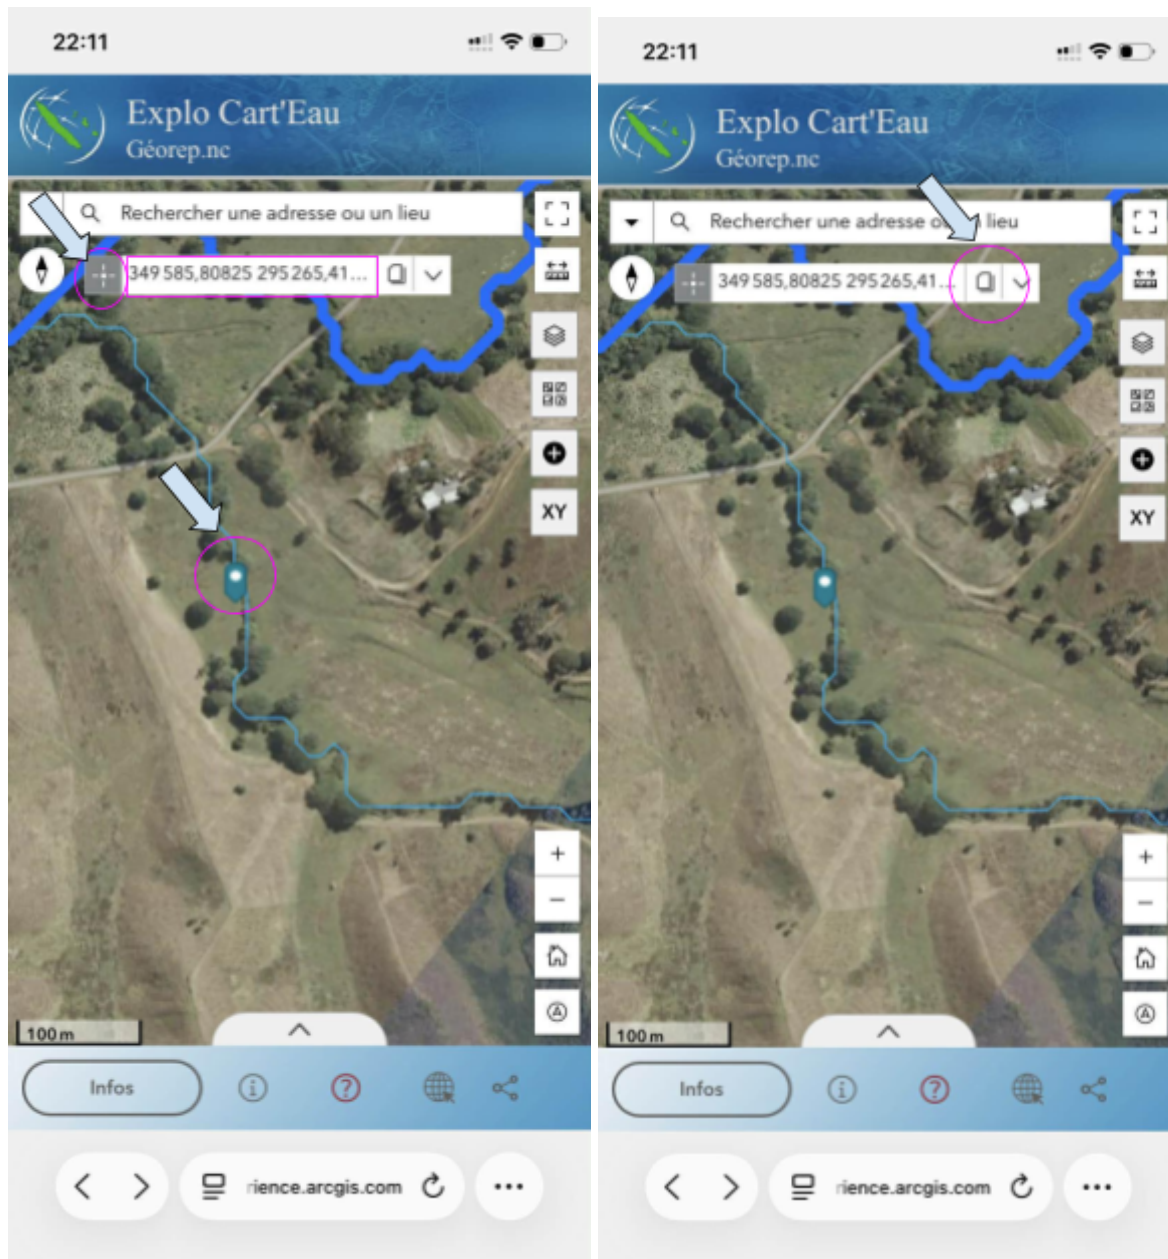 22:11
Explo Cart'Eau
Géorep.nc
Rechercher une adresse ou un lieu
349 585,80825 295 265,41...
XY
100 m
Infos
rience.arcgis.com
22:11
Explo Cart'Eau
Géorep.nc
Rechercher une adresse o n lieu
349 585,80825 295 265,41...
XY
100 m
Infos
rience.arcgis.com